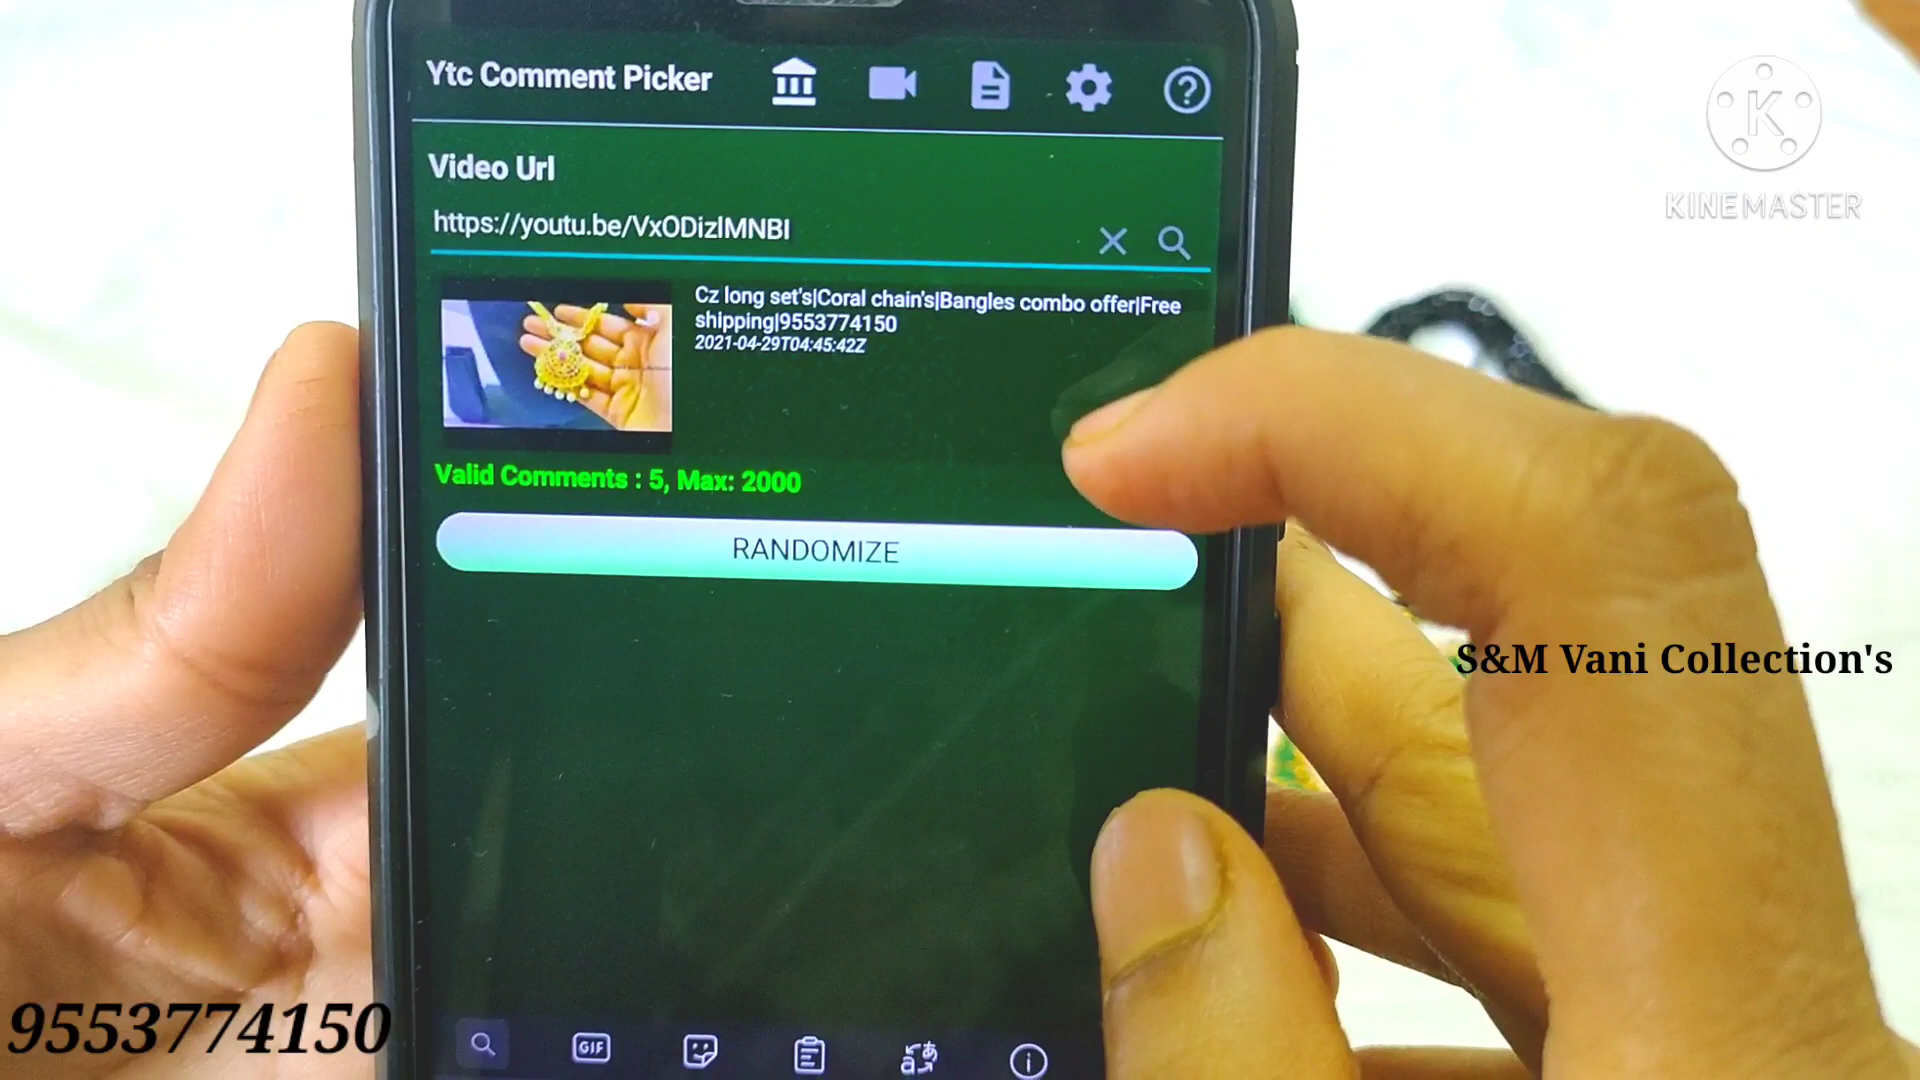 Ytc Comment Picker
Video Url
https://youtu.be/VxODizlMNBI
Cz long set's|Coral chain's|Bangles combo offer|Free
shipping|9553774150
2021-04-29T04:45:42Z
Valid Comments : 5, Max: 2000
RANDOMIZE
GIF
K
KINEMASTER
S&M Vani Collection's
9553774150